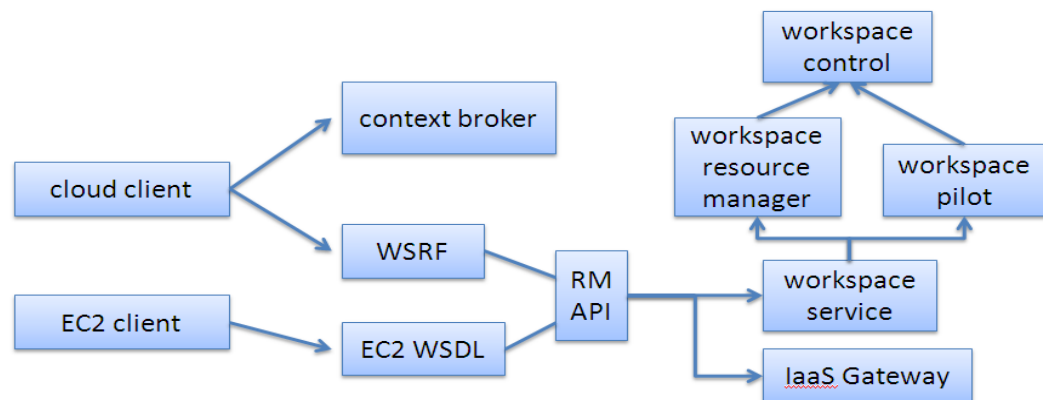 workspace
control
context broker
workspace
resource
manager
workspace
pilot
cloud client
WSRF
RM
API
workspace
service
EC2 client
EC2 WSDL
IaaS Gateway